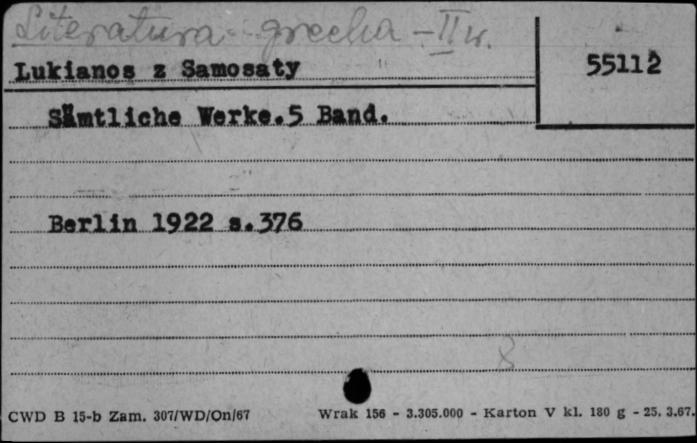 Literatura grecka - II w.
Lukianos z Samosaty
55112
Sämtliche Werke.5 Band.
Berlin 1922 s.376
8
CWD B 15-b Zam. 307/WD/On/67
Wrak 156 - 3.305.000 - Karton V kl. 180 g - 25. 3.67.